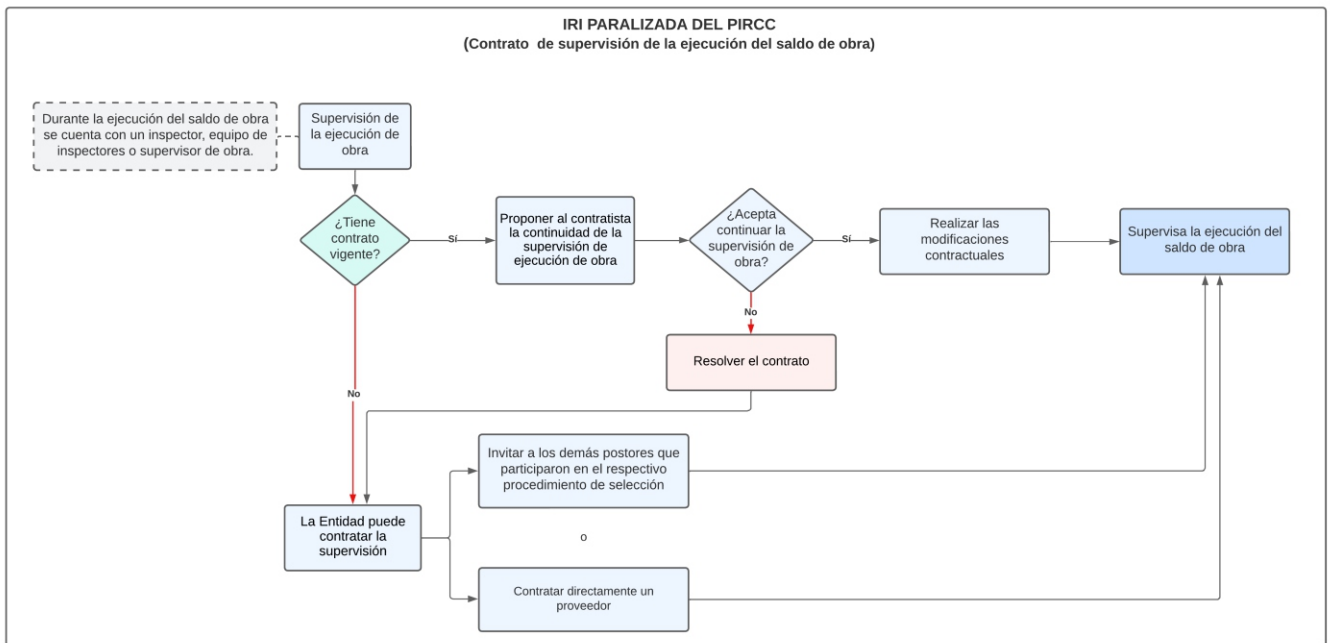 IRI PARALIZADA DEL PIRCC
(Contrato de supervisión de la ejecución del saldo de obra)
Durante la ejecución del saldo de obra
se cuenta con un inspector, equipo de
inspectores o supervisor de obra.
Supervisión de
la ejecución de
obra
¿Tiene
contrato
vigente?
Sí
Proponer al contratista
la continuidad de la
supervisión de
ejecución de obra
¿Acepta
continuar la
supervisión de
obra?
Sí
Realizar las
modificaciones
contractuales
Supervisa la ejecución del
saldo de obra
No
Resolver el contrato
No
Invitar a los demás postores que
participaron en el respectivo
procedimiento de selección
La Entidad puede
contratar la
supervisión
o
Contratar directamente un
proveedor